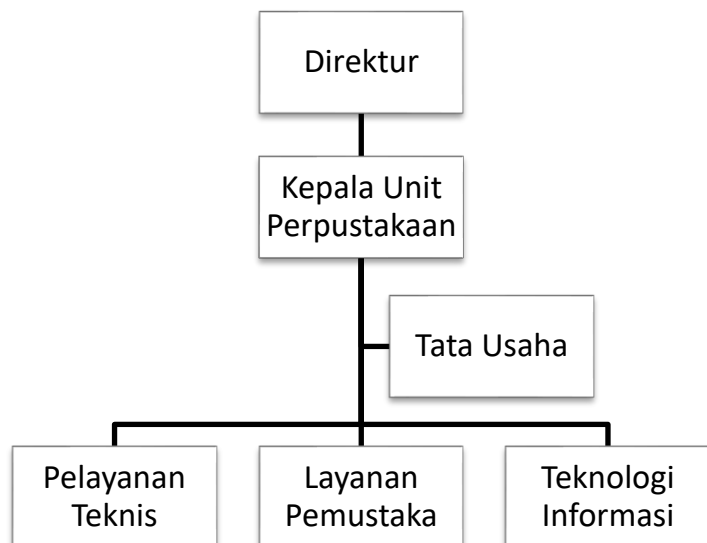 Direktur
Kepala Unit
Perpustakaan
Tata Usaha
Pelayanan
Teknis
Layanan
Pemustaka
Teknologi
Informasi